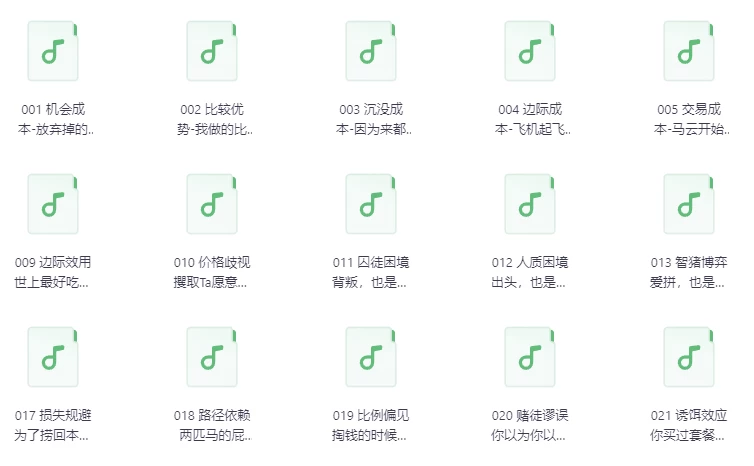 001 机会成
本-放弃掉的..
002 比较优
势-我做的比..
003 沉没成
本-因为来都..
004 边际成
本-飞机起飞..
005 交易成
本-马云开始..
009 边际效用
世上最好吃...
010 价格歧视
撰取Ta愿意...
011 囚徒困境
背叛，也是...
012 人质困境
出头，也是...
013 智猪博弈
爱拼，也是...
017 损失规避
为了捞回本...
018 路径依赖
两匹马的屁..
019 比例偏见
掏钱的时候...
020 赌徒谬误
你以为你以...
021 诱饵效应
你买过套餐...